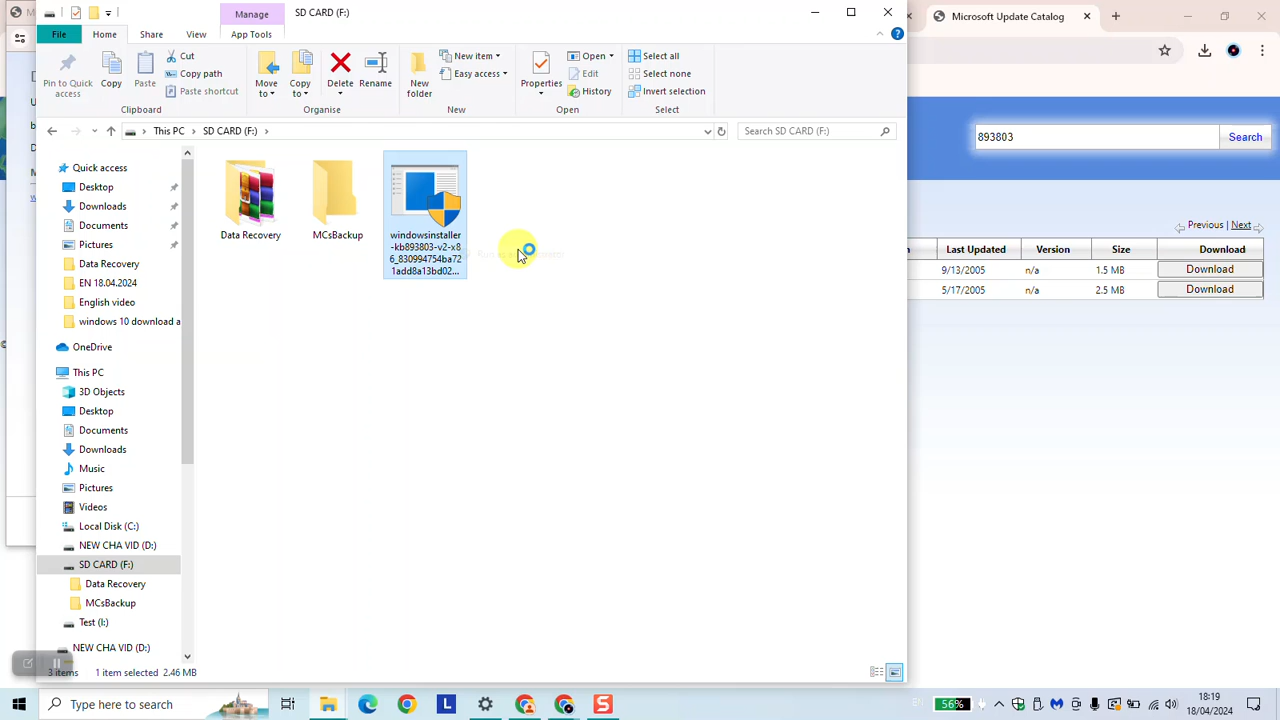 Manage
SD CARD (F:)
Microsoft Update Catalog
File
Home
Share
View
App Tools
Pin to Quick access
Copy
Paste
Cut
Copy path
Paste shortcut
Clipboard
Move to
Copy to
Delete
Rename
Organise
New folder
New item
Easy access
New
Properties
Open
Edit
History
Open
Select all
Select none
Invert selection
Select
This PC
SD CARD (F:)
Search SD CARD (F:)
893803
Search
Quick access
Desktop
Downloads
Documents
Pictures
Data Recovery
EN 18.04.2024
English video
windows 10 download a
OneDrive
This PC
3D Objects
Desktop
Documents
Downloads
Music
Pictures
Videos
Local Disk (C:)
NEW CHA VID (D:)
SD CARD (F:)
Data Recovery
MCsBackup
Test (I:)
NEW CHA VID (D:)
Data Recovery
MCsBackup
windowsinstaller
-kb893803-v2-x8
6_830994754ba72
1add8a13bd02...
Previous | Next
Last Updated Version Size Download
9/13/2005 n/a 1.5 MB Download
5/17/2005 n/a 2.5 MB Download
3 items 1 item selected 2.46 MB
Type here to search
L
S
56%
18:19
18/04/2024